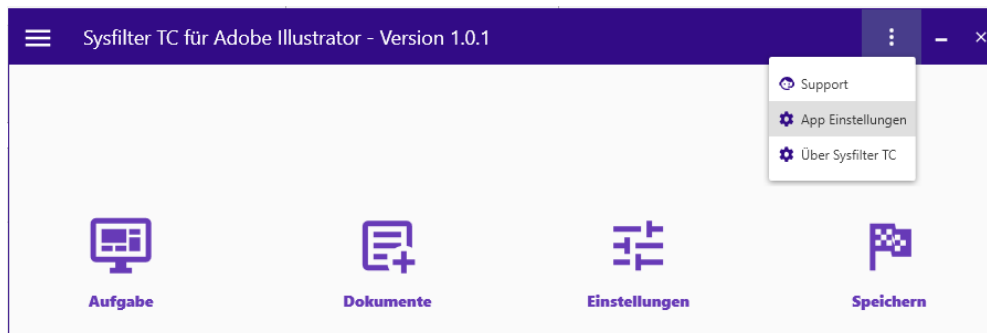 Sysfilter TC für Adobe Illustrator - Version 1.0.1
Support
App Einstellungen
Über Sysfilter TC
Aufgabe
Dokumente
Einstellungen
Speichern